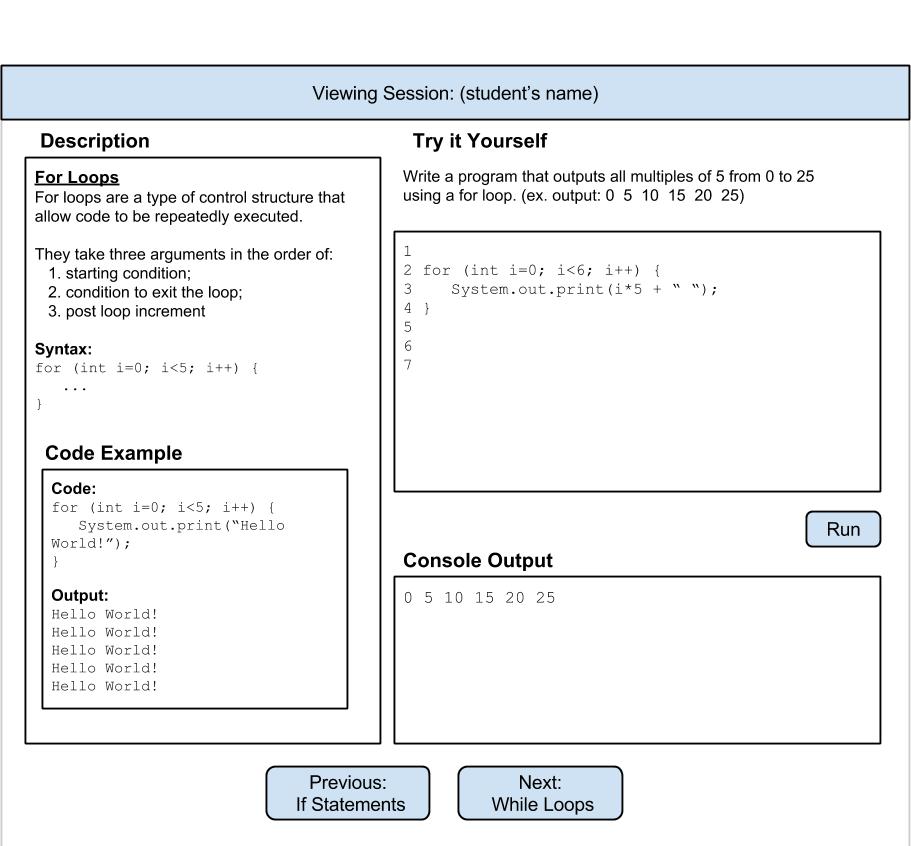 Viewing Session: (student’s name)
Description
For Loops
For loops are a type of control structure that
allow code to be repeatedly executed.
They take three arguments in the order of:
1. starting condition;
2. condition to exit the loop;
3. post loop increment
Syntax:
for (int i=0; i<5; i++) {
...
}
Code Example
Code:
for (int i=0; i<5; i++) {
System.out.print(“Hello
World!”);
}
Output:
Hello World!
Hello World!
Hello World!
Hello World!
Hello World!
Try it Yourself
Write a program that outputs all multiples of 5 from 0 to 25
using a for loop. (ex. output: 0 5 10 15 20 25)
1
2 for (int i=0; i<6; i++) {
3 System.out.print(i*5 + “ “);
4 }
5
6
7
Run
Console Output
0 5 10 15 20 25
Previous:
If Statements
Next:
While Loops